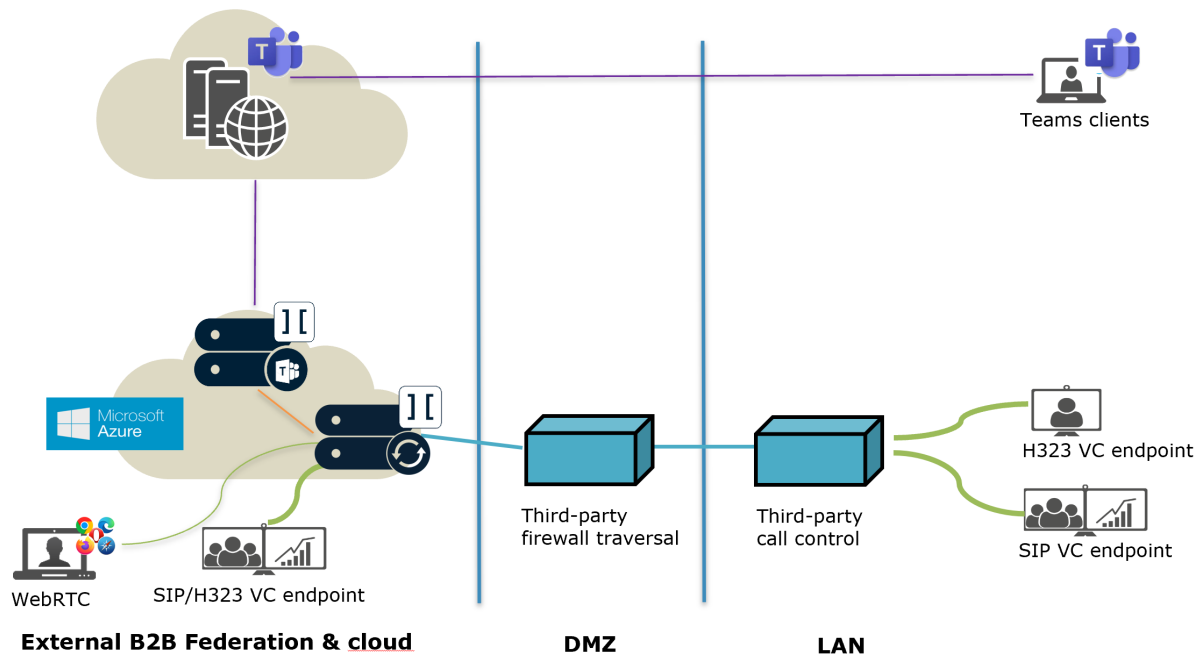 T
T
Teams clients
][
T
][
Microsoft
Azure
H323 VC endpoint
Third-party
firewall traversal
Third-party
call control
SIP VC endpoint
WebRTC
SIP/H323 VC endpoint
External B2B Federation & cloud
DMZ
LAN